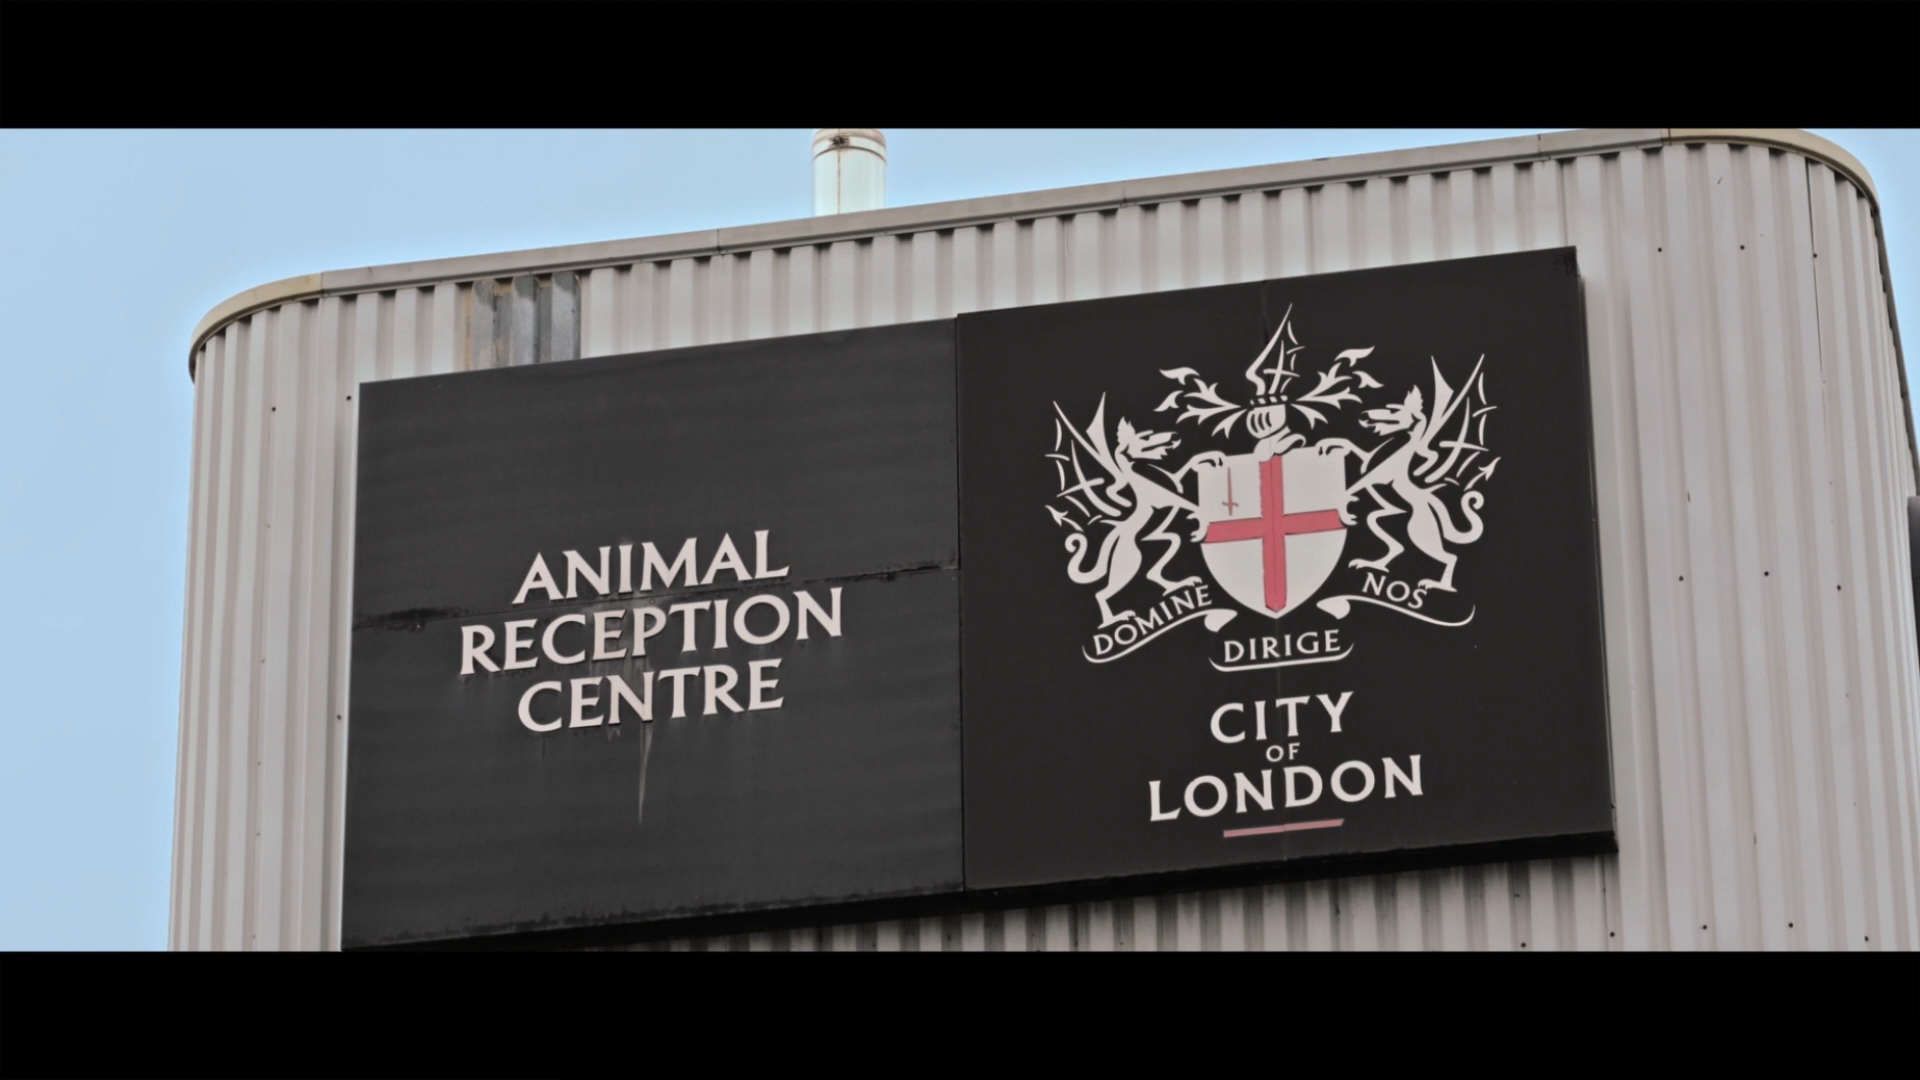 ANIMAL
RECEPTION
CENTRE
DOMINE
DIRIGE
NOS
CITY
OF
LONDON